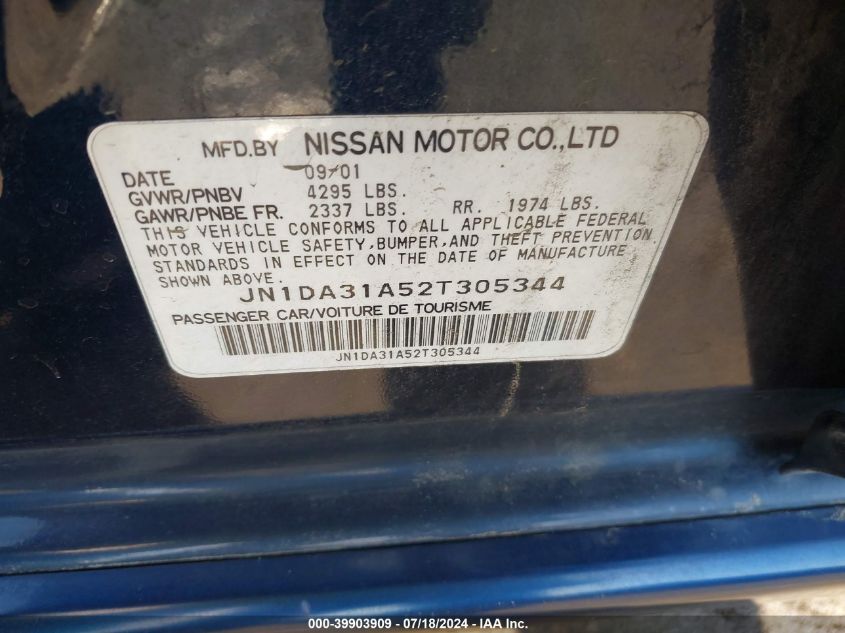 MFD.BY NISSAN MOTOR CO.,LTD
DATE 09/01
GVWR/PNBV 4295 LBS.
GAWR/PNBE FR. 2337 LBS. RR. 1974 LBS.
THIS VEHICLE CONFORMS TO ALL APPLICABLE FEDERAL
MOTOR VEHICLE SAFETY,BUMPER,AND THEFT PREVENTION
STANDARDS IN EFFECT ON THE DATE OF MANUFACTURE
SHOWN ABOVE.
JN1DA31A52T305344
PASSENGER CAR/VOITURE DE TOURISME
JN1DA31A52T305344
000-39903909 - 07/18/2024 - IAA Inc.